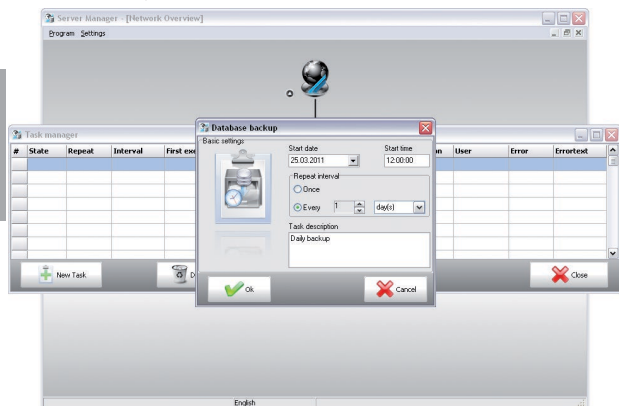 Server Manager - [Network Overview]
Program Settings
Task manager
# State Repeat Interval First exe User Error Errortext
New Task
Close
Database backup
Basic settings
Start date Start time
25.03.2011 12:00:00
Repeat interval
Once
Every 1 day(s)
Task description
Daily backup
Ok Cancel
English